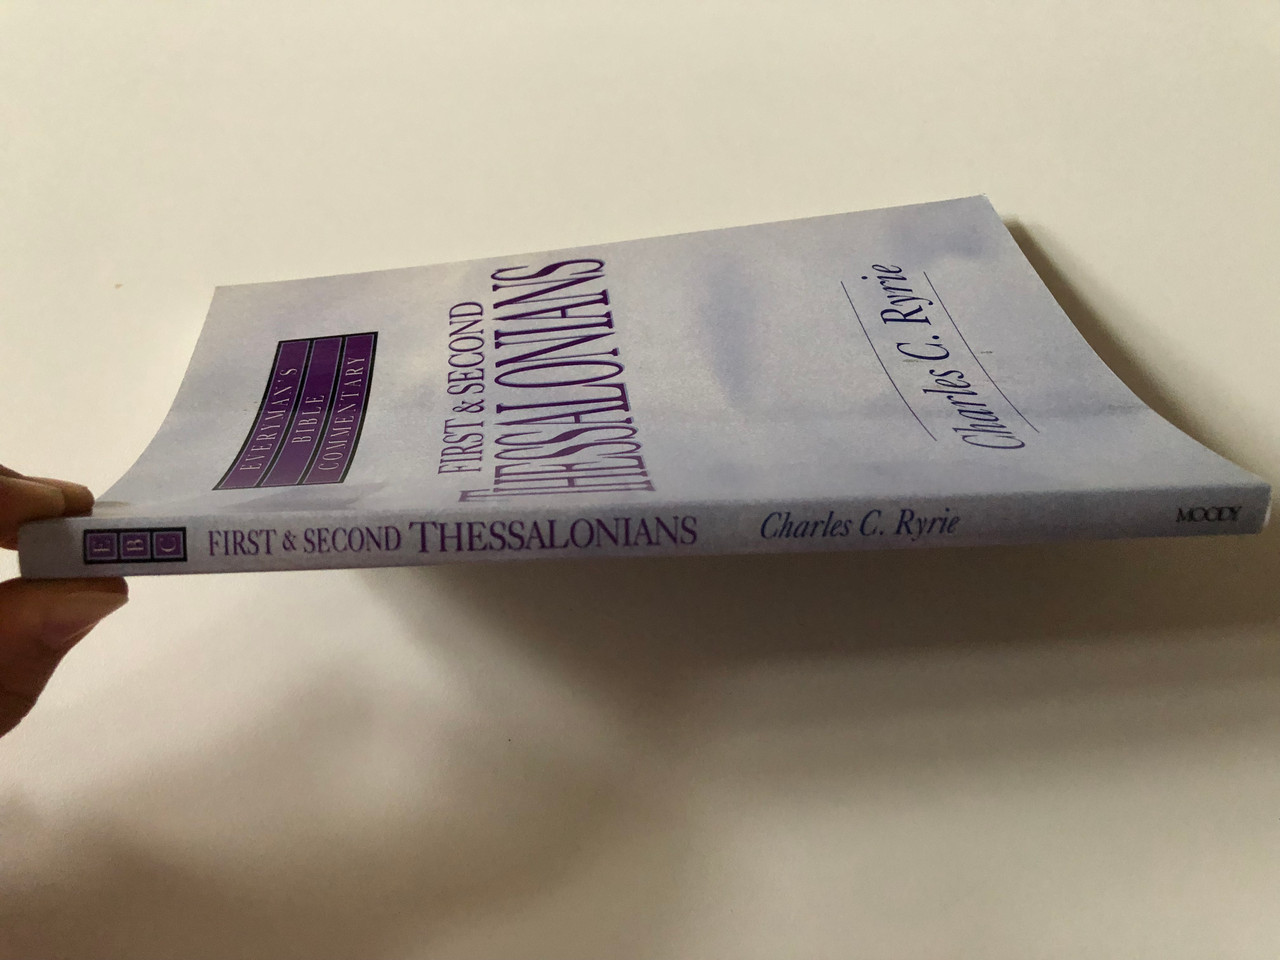 EVERYMAN'S
BIBLE
COMMENTARY
FIRST & SECOND
THESSALONIANS
Charles C. Ryrie
E B C FIRST & SECOND THESSALONIANS Charles C. Ryrie MOODY